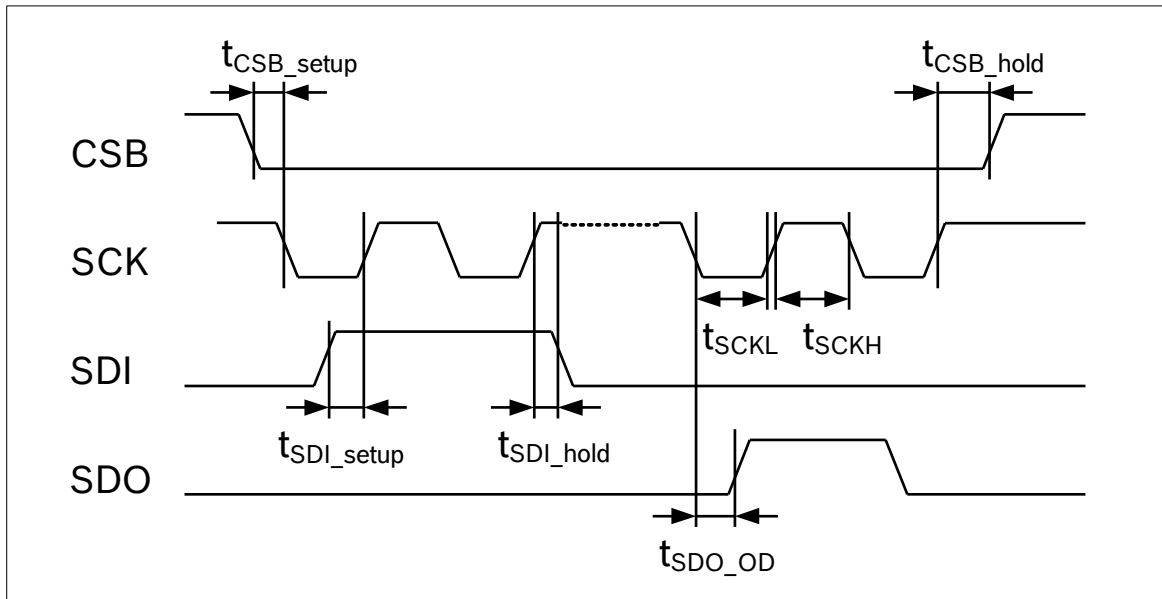 tCSB_setup
tCSB_hold
CSB
SCK
tSCKL
tSCKH
SDI
tSDI_setup
tSDI_hold
SDO
tSDO_OD